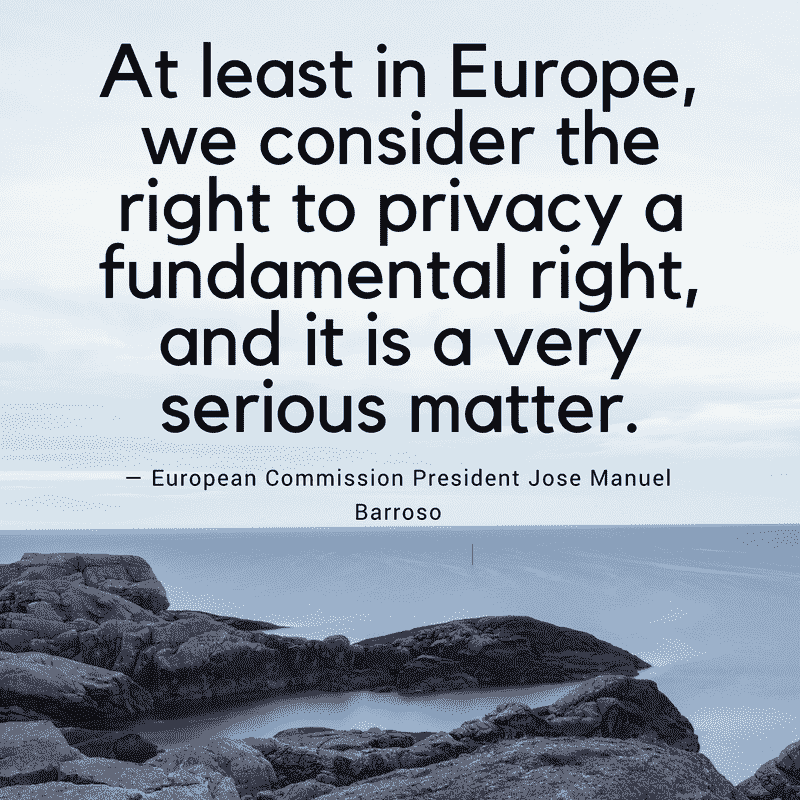 At least in Europe,
we consider the
right to privacy a
fundamental right,
and it is a very
serious matter.
— European Commission President Jose Manuel
Barroso